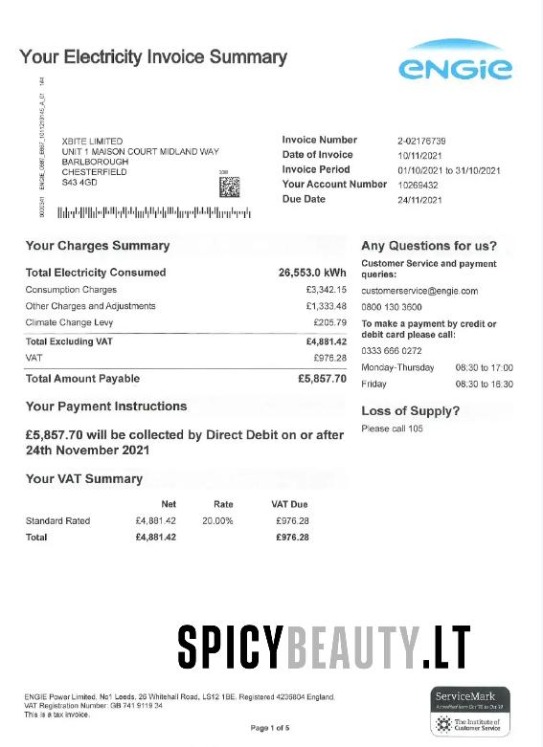 Your Electricity Invoice Summary
ENGIE
XBITE LIMITED
UNIT 1 MAISON COURT MIDLAND WAY
BARLBOROUGH
CHESTERFIELD
S43 4GD
Invoice Number 2-02176739
Date of Invoice 10/11/2021
Invoice Period 01/10/2021 to 31/10/2021
Your Account Number 10269432
Due Date 24/11/2021
Your Charges Summary
Total Electricity Consumed 26,553.0 kWh
Consumption Charges £3,342.15
Other Charges and Adjustments £1,333.48
Climate Change Levy £205.79
Total Excluding VAT £4,881.42
VAT £976.28
Total Amount Payable £5,857.70
Your Payment Instructions
£5,857.70 will be collected by Direct Debit on or after
24th November 2021
Your VAT Summary
Net Rate VAT Due
Standard Rated £4,881.42 20.00% £976.28
Total £4,881.42 £976.28
Any Questions for us?
Customer Service and payment
queries:
customerservice@engie.com
0800 130 3600
To make a payment by credit or
debit card please call:
0333 666 0272
Monday-Thursday 08:30 to 17:00
Friday 08:30 to 16:30
Loss of Supply?
Please call 105
SPICYBEAUTY.LT
ENGIE Power Limited, No1 Leeds, 26 Whitehall Road, LS12 1BE. Registered 4236804 England.
VAT Registration Number: GB 741 9119 34
This is a tax invoice.
Page 1 of 5
ServiceMark
The Institute of
Customer Service